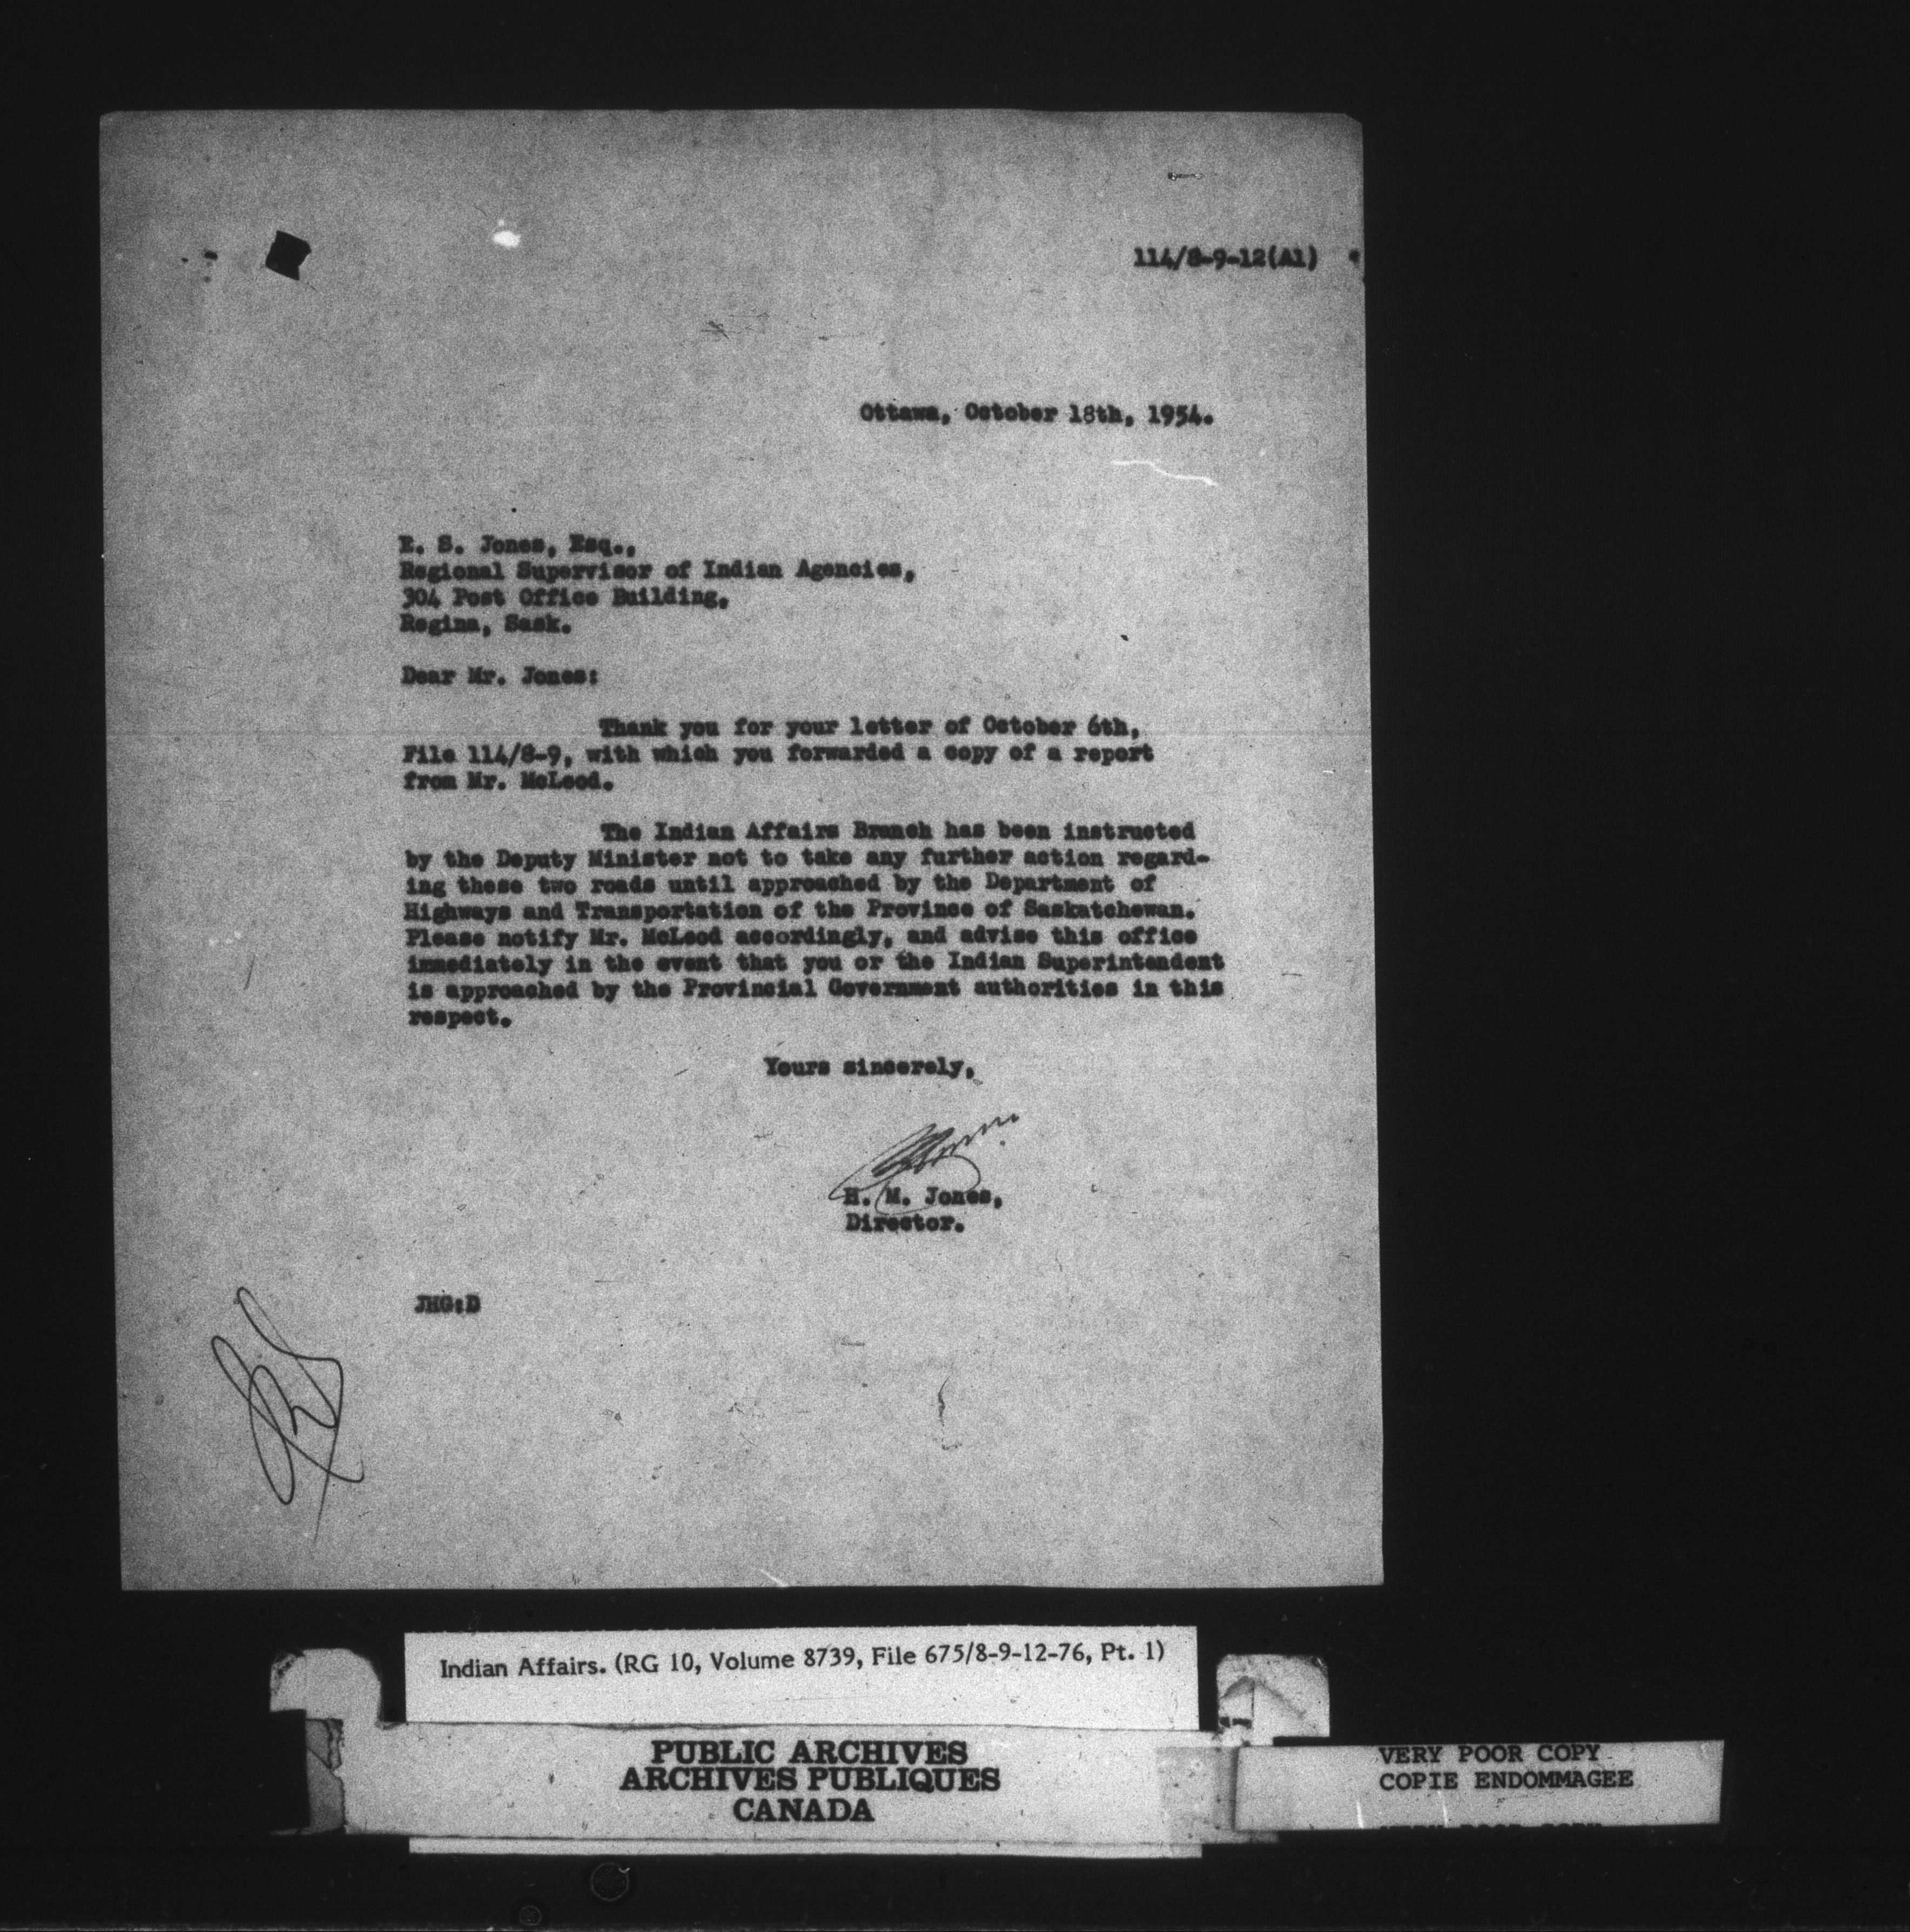 114/8-9-12(A1)
Ottawa, October 18th, 1954.
E. S. Jones, Esq.,
Regional Supervisor of Indian Agencies,
304 Post Office Building,
Regina, Sask.
Dear Mr. Jones:
Thank you for your letter of October 6th,
File 114/8-9, with which you forwarded a copy of a report
from Mr. McLeod.
The Indian Affairs Branch has been instructed
by the Deputy Minister not to take any further action regard-
ing these two roads until approached by the Department of
Highways and Transportation of the Province of Saskatchewan.
Please notify Mr. McLeod accordingly, and advise this office
immediately in the event that you or the Indian Superintendent
is approached by the Provincial Government authorities in this
respect.
Yours sincerely,
H. M. Jones,
Director.
JHG:D
Indian Affairs. (RG 10, Volume 8739, File 675/8-9-12-76, Pt. 1)
PUBLIC ARCHIVES
ARCHIVES PUBLIQUES
CANADA
VERY POOR COPY
COPIE ENDOMMAGEE